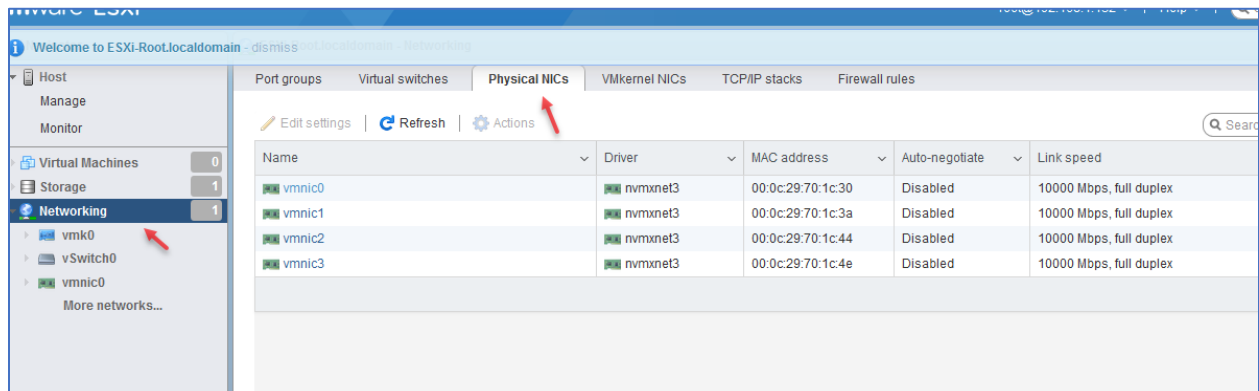 Welcome to ESXi-Root.localdomain - dismiss
Host
Manage
Monitor
Virtual Machines 0
Storage 1
Networking 1
vmk0
vSwitch0
vmnic0
More networks...
Port groups Virtual switches Physical NICs VMkernel NICs TCP/IP stacks Firewall rules
Edit settings Refresh Actions
Name Driver MAC address Auto-negotiate Link speed
vmnic0 nvmxnet3 00:0c:29:70:1c:30 Disabled 10000 Mbps, full duplex
vmnic1 nvmxnet3 00:0c:29:70:1c:3a Disabled 10000 Mbps, full duplex
vmnic2 nvmxnet3 00:0c:29:70:1c:44 Disabled 10000 Mbps, full duplex
vmnic3 nvmxnet3 00:0c:29:70:1c:4e Disabled 10000 Mbps, full duplex